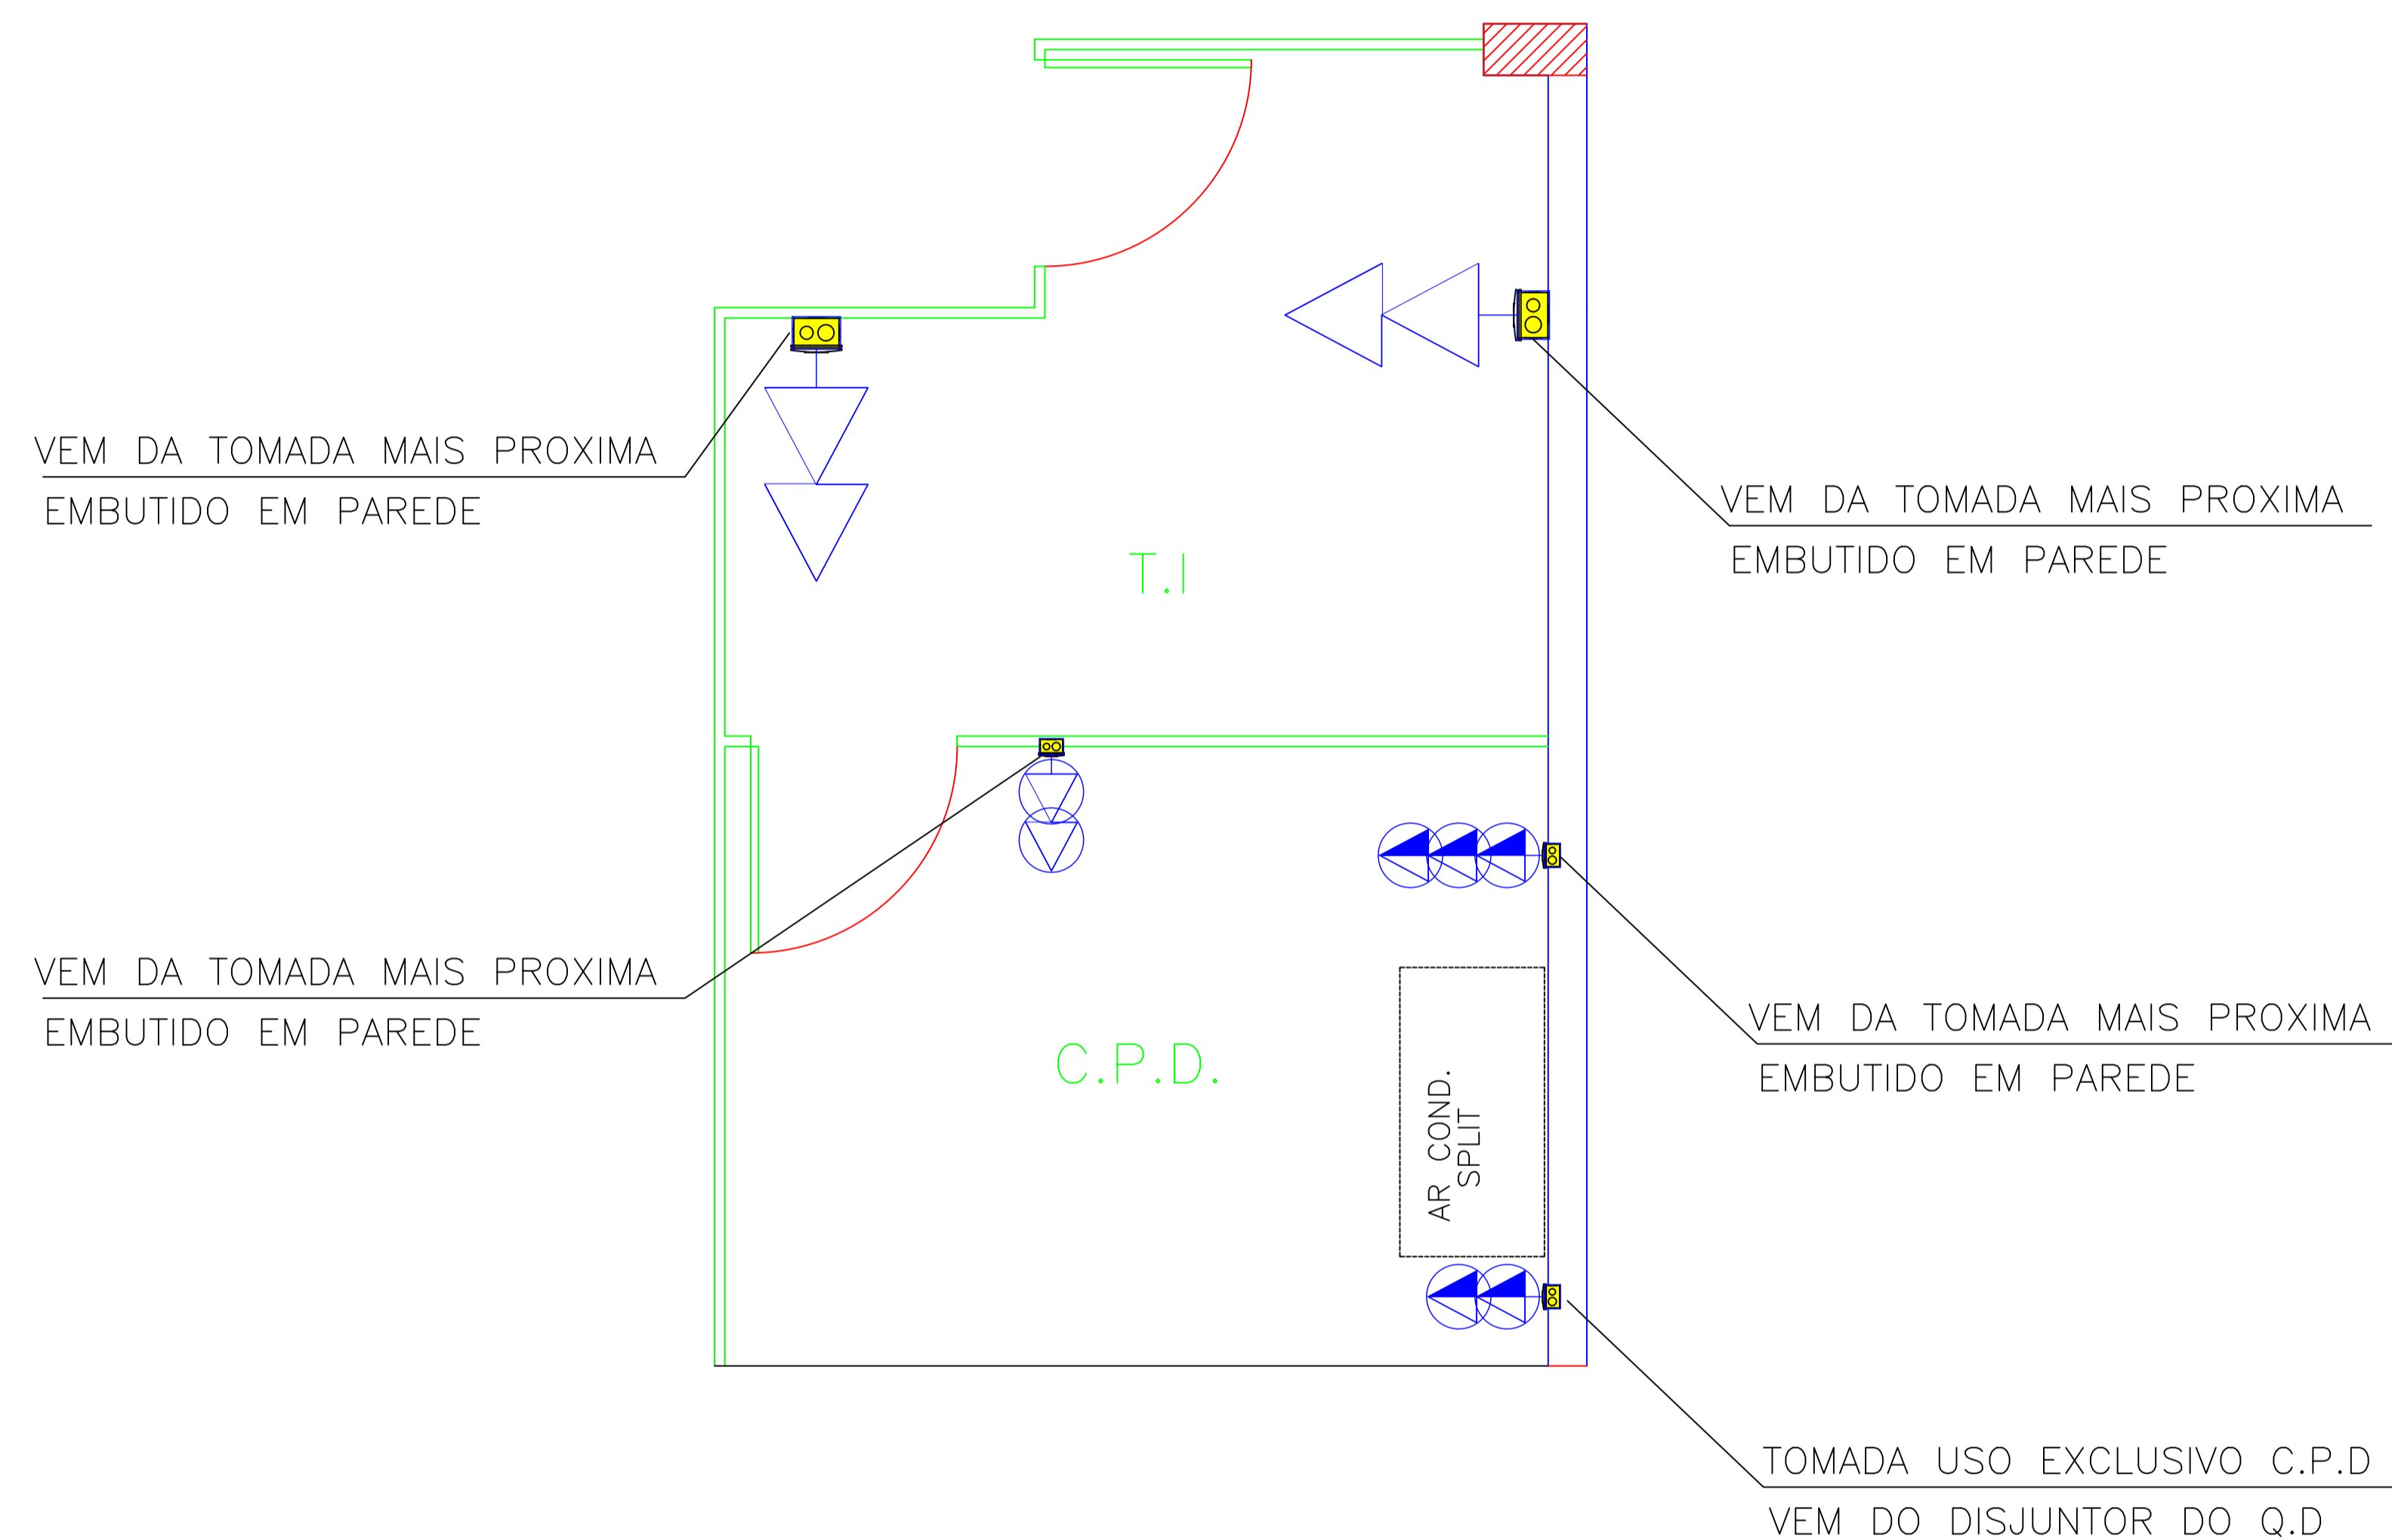 VEM DA TOMADA MAIS PROXIMA
EMBUTIDO EM PAREDE
VEM DA TOMADA MAIS PROXIMA
EMBUTIDO EM PAREDE
T.I
VEM DA TOMADA MAIS PROXIMA
EMBUTIDO EM PAREDE
VEM DA TOMADA MAIS PROXIMA
EMBUTIDO EM PAREDE
C.P.D.
AR COND.
SPLIT
TOMADA USO EXCLUSIVO C.P.D
VEM DO DISJUNTOR DO Q.D